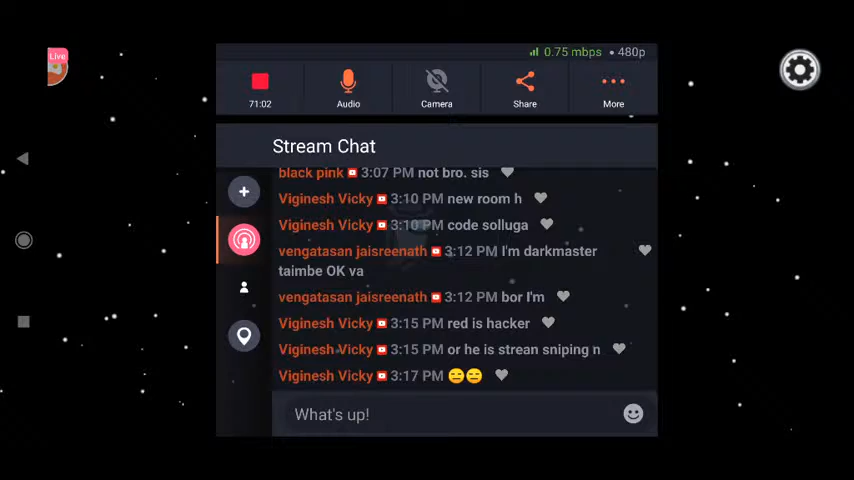 Live
0.75 mbps • 480p
71:02
Audio
Camera
Share
More
Stream Chat
black pink 3:07 PM not bro. sis
Viginesh Vicky 3:10 PM new room h
Viginesh Vicky 3:10 PM code solluga
vengatasan jaisreenath 3:12 PM I'm darkmaster
taimbe OK va
vengatasan jaisreenath 3:12 PM bor I'm
Viginesh Vicky 3:15 PM red is hacker
Viginesh Vicky 3:15 PM or he is strean sniping n
Viginesh Vicky 3:17 PM 😑😑
What's up!